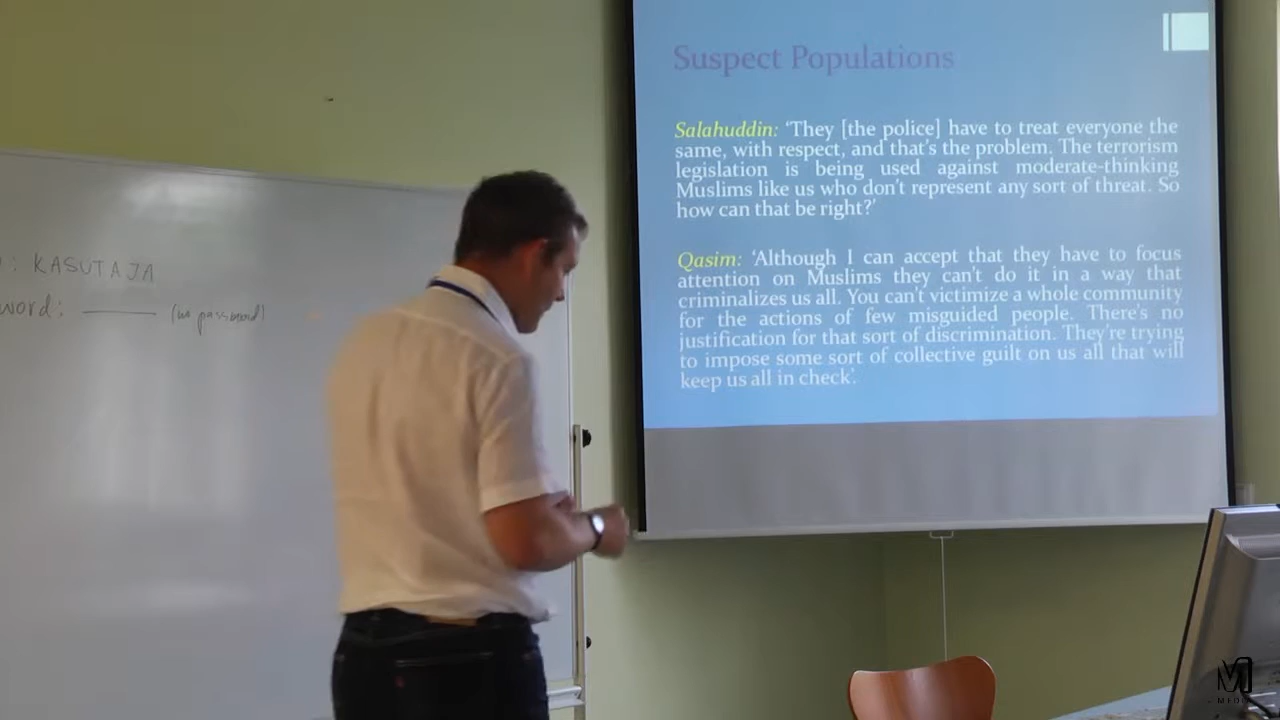 Suspect Populations
Salahuddin: ‘They [the police] have to treat everyone the
same, with respect, and that's the problem. The terrorism
legislation is being used against moderate-thinking
Muslims like us who don't represent any sort of threat. So
how can that be right?’
Qasim: ‘Although I can accept that they have to focus
attention on Muslims they can't do it in a way that
criminalizes us all. You can't victimize a whole community
for the actions of few misguided people. There's no
justification for that sort of discrimination. They're trying
to impose some sort of collective guilt on us all that will
keep us all in check’.
: KASUTAJA
word: (no password)